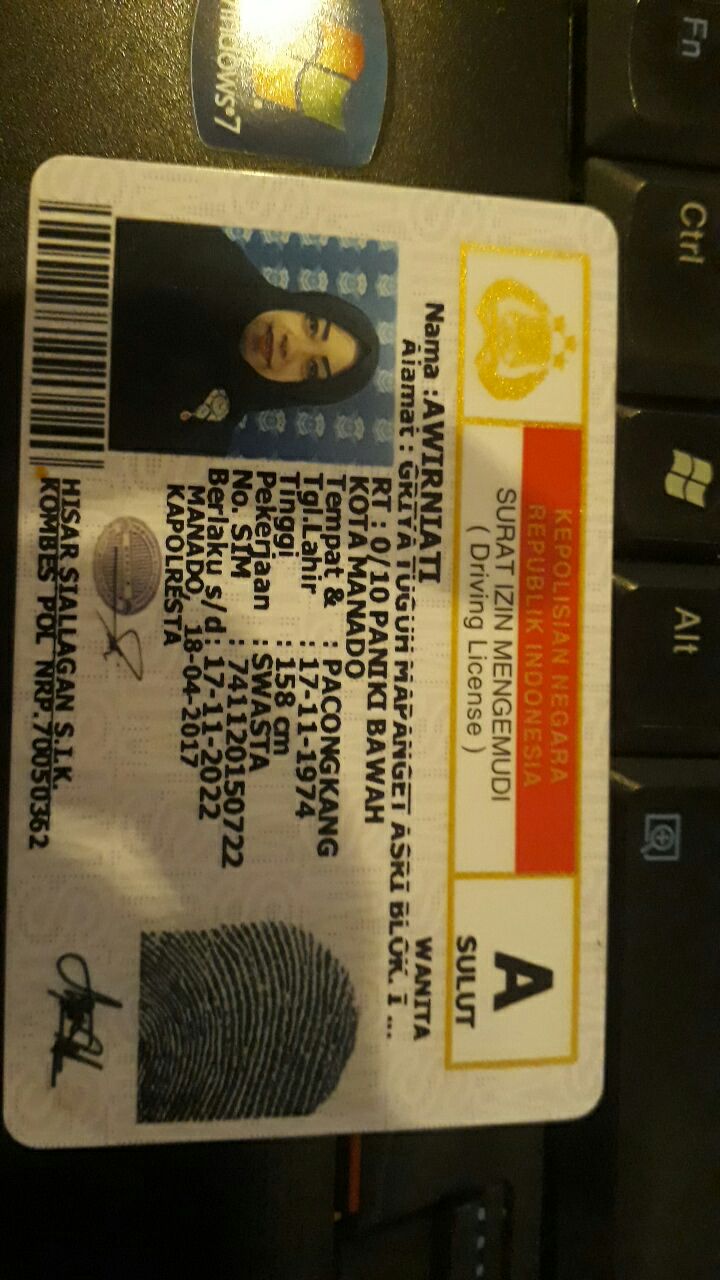 Windows 7
Fn
Ctrl
Alt
KEPOLISIAN NEGARA
REPUBLIK INDONESIA
SURAT IZIN MENGEMUDI
( Driving License )
A
SULUT
Nama : AWIRNIATI WANITA
Alamat : GRIYA TUGUH MAPANGET ASRI BLOK. I ...
RT : 0/10 PANIKI BAWAH
KOTA MANADO
Tempat & : PACONGKANG
Tgl.Lahir : 17-11-1974
Tinggi : 158 cm
Pekerjaan : SWASTA
No. SIM : 741120150722
Berlaku s/d : 17-11-2022
MANADO, 18-04-2017
KAPOLRESTA
HISAR SIALLAGAN S.I.K.
KOMBES POL NRP.70050362